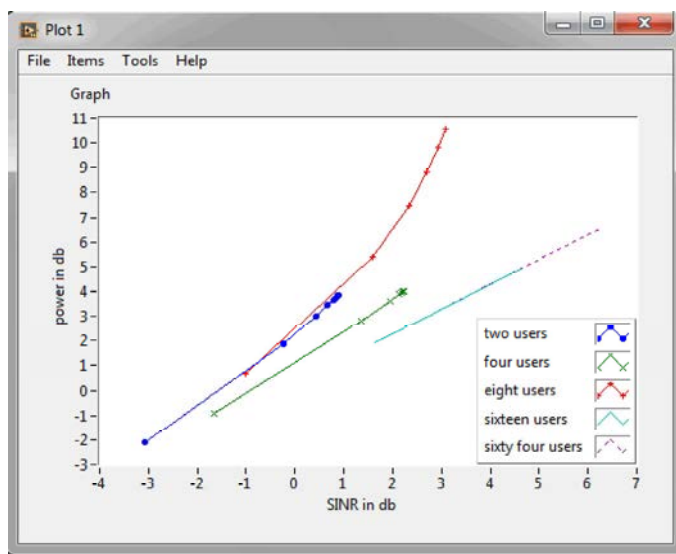 Plot 1
File Items Tools Help
Graph
11
10
9
8
7
6
5
4
3
2
1
0
-1
-2
-3
power in db
-4 -3 -2 -1 0 1 2 3 4 5 6 7
SINR in db
two users
four users
eight users
sixteen users
sixty four users